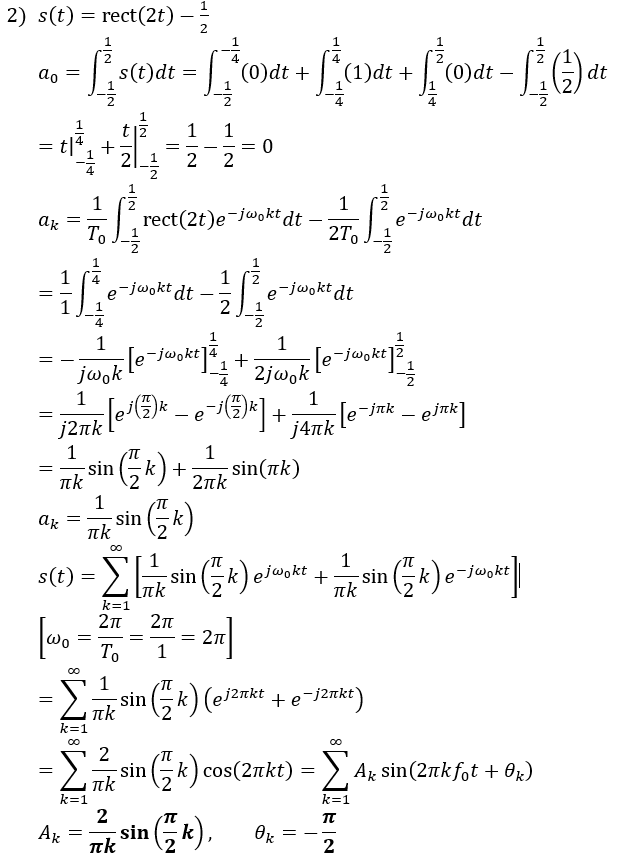 2) s(t) = rect(2t) − 1/2
a₀ = ∫_{−1/2}^{1/2} s(t)dt = ∫_{−1/2}^{−1/4} (0)dt + ∫_{−1/4}^{1/4} (1)dt + ∫_{1/4}^{1/2} (0)dt − ∫_{−1/2}^{1/2} (1/2) dt
= t|_{−1/4}^{1/4} + t/2|_{−1/2}^{1/2} = 1/2 − 1/2 = 0
a_k = 1/T₀ ∫_{−1/2}^{1/2} rect(2t)e^{−jω₀kt}dt − 1/(2T₀) ∫_{−1/2}^{1/2} e^{−jω₀kt}dt
= 1/1 ∫_{−1/4}^{1/4} e^{−jω₀kt}dt − 1/2 ∫_{−1/2}^{1/2} e^{−jω₀kt}dt
= − 1/(jω₀k) [e^{−jω₀kt}]_{−1/4}^{1/4} + 1/(2jω₀k) [e^{−jω₀kt}]_{−1/2}^{1/2}
= 1/(j2πk) [e^{j(π/2)k} − e^{−j(π/2)k}] + 1/(j4πk) [e^{−jπk} − e^{jπk}]
= 1/(πk) sin(π/2 k) + 1/(2πk) sin(πk)
a_k = 1/(πk) sin(π/2 k)
s(t) = ∑_{k=1}^{∞} [1/(πk) sin(π/2 k) e^{jω₀kt} + 1/(πk) sin(π/2 k) e^{−jω₀kt}]
[ω₀ = 2π/T₀ = 2π/1 = 2π]
= ∑_{k=1}^{∞} 1/(πk) sin(π/2 k) (e^{j2πkt} + e^{−j2πkt})
= ∑_{k=1}^{∞} 2/(πk) sin(π/2 k) cos(2πkt) = ∑_{k=1}^{∞} A_k sin(2πkf₀t + θ_k)
A_k = 2/(πk) sin(π/2 k), θ_k = − π/2